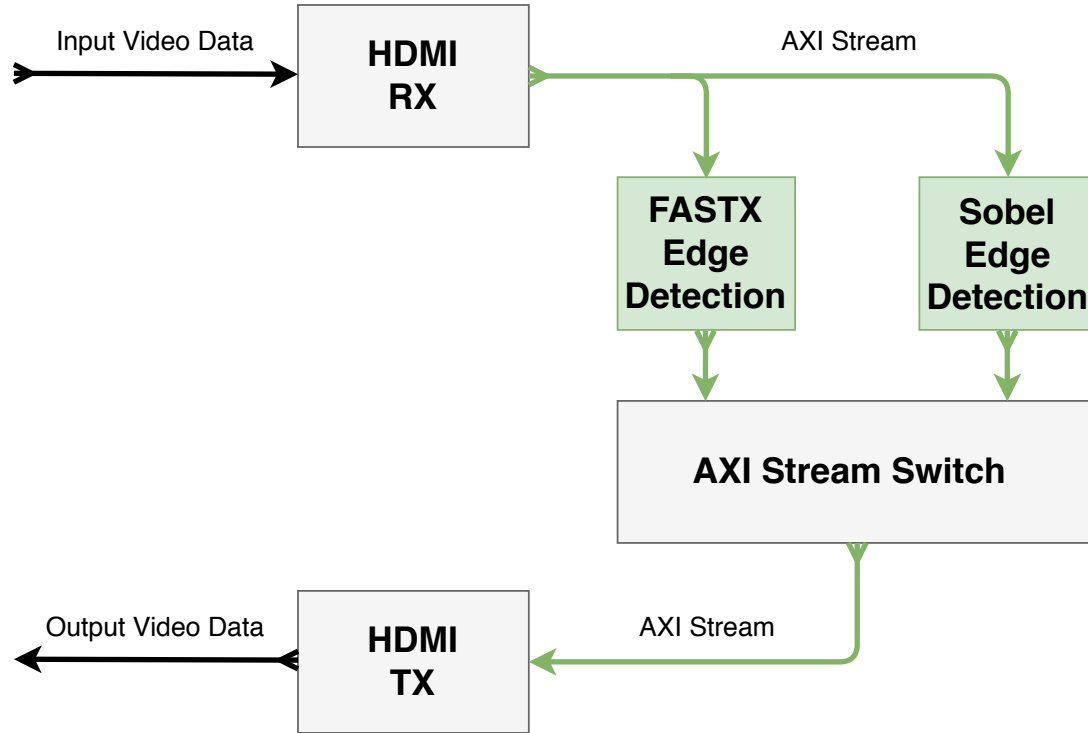 Input Video Data
HDMI
RX
AXI Stream
FASTX
Edge
Detection
Sobel
Edge
Detection
AXI Stream Switch
Output Video Data
HDMI
TX
AXI Stream